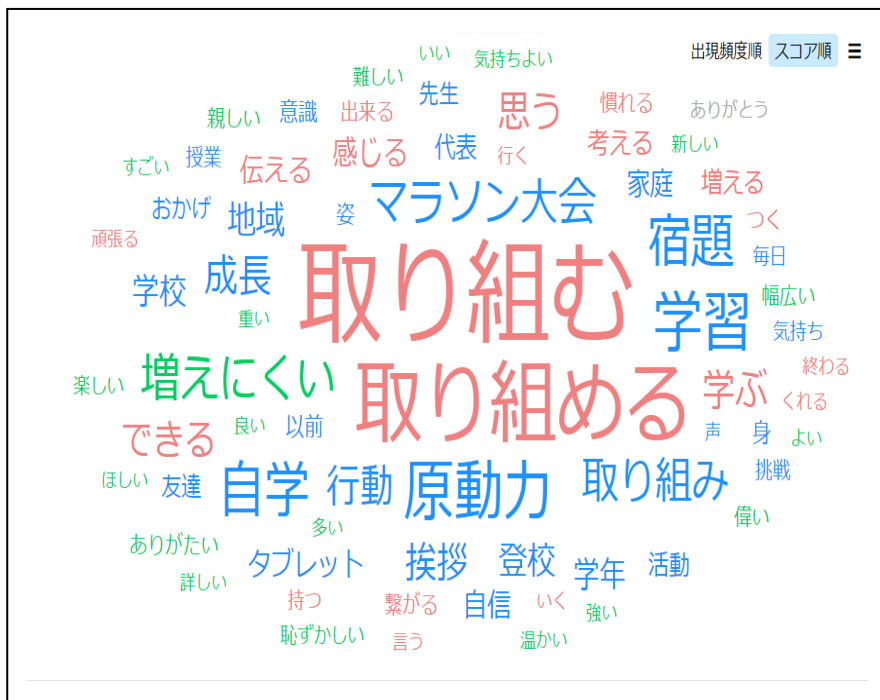 出現頻度順 スコア順 ☰
いい 気持ちよい
難しい 先生
親しい 意識 出来る 思う 慣れる ありがとう
すごい 授業 伝える 感じる 代表 行く 考える 新しい
おかげ 地域 姿 マラソン大会 家庭 増える
頑張る 宿題 つく
学校 成長 取り組む 毎日
重い 学習 幅広い
気持ち
楽しい 増えにくい 取り組める 学ぶ 終わる
くれる
できる 良い 以前 声 身 よい
ほしい 友達 自学 行動 原動力 取り組み 挑戦
多い 偉い
ありがたい タブレット 挨拶 登校 学年 活動
詳しい
持つ 繋がる 自信 いく 強い
恥ずかしい 言う 温かい